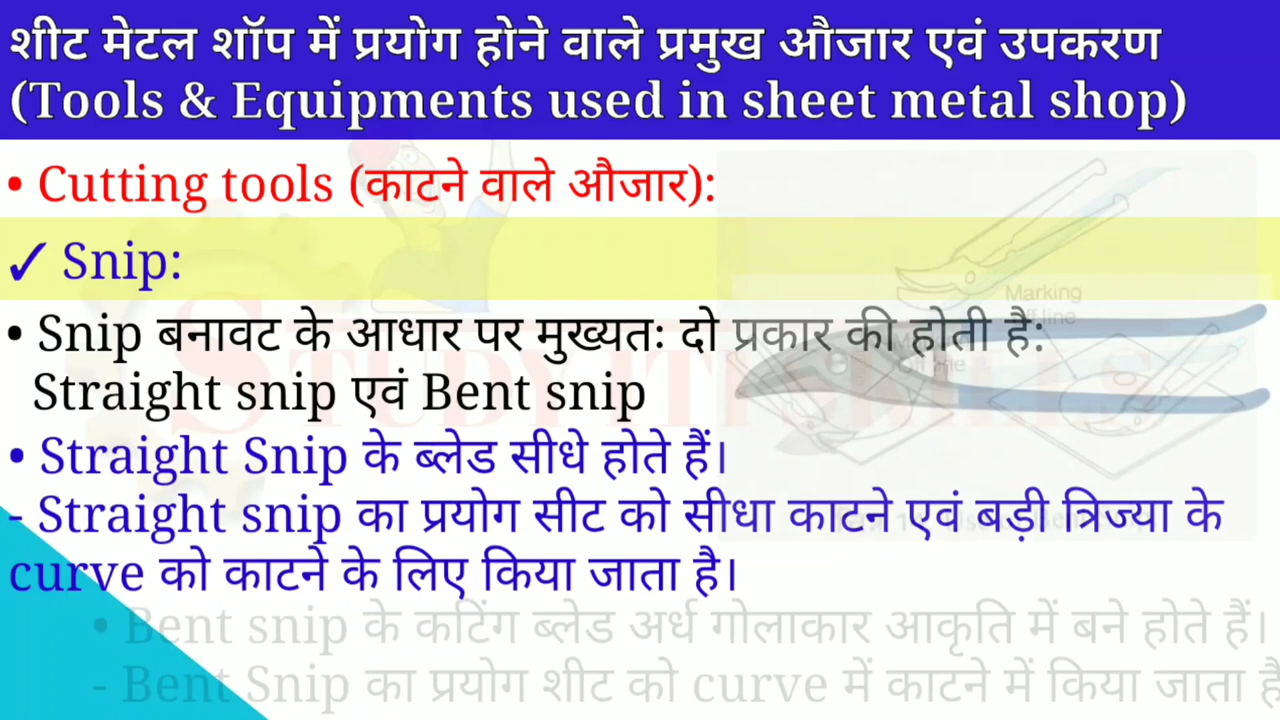 शीट मेटल शॉप में प्रयोग होने वाले प्रमुख औजार एवं उपकरण
(Tools & Equipments used in sheet metal shop)
• Cutting tools (काटने वाले औजार):
✓ Snip:
Marking
• Snip बनावट के आधार पर मुख्यतः दो प्रकार की होती है:
Straight snip एवं Bent snip
• Straight Snip के ब्लेड सीधे होते हैं।
- Straight snip का प्रयोग सीट को सीधा काटने एवं बड़ी त्रिज्या के
curve को काटने के लिए किया जाता है।
• Bent snip के कटिंग ब्लेड अर्ध गोलाकार आकृति में बने होते हैं।
- Bent Snip का प्रयोग शीट को curve में काटने में किया जाता है